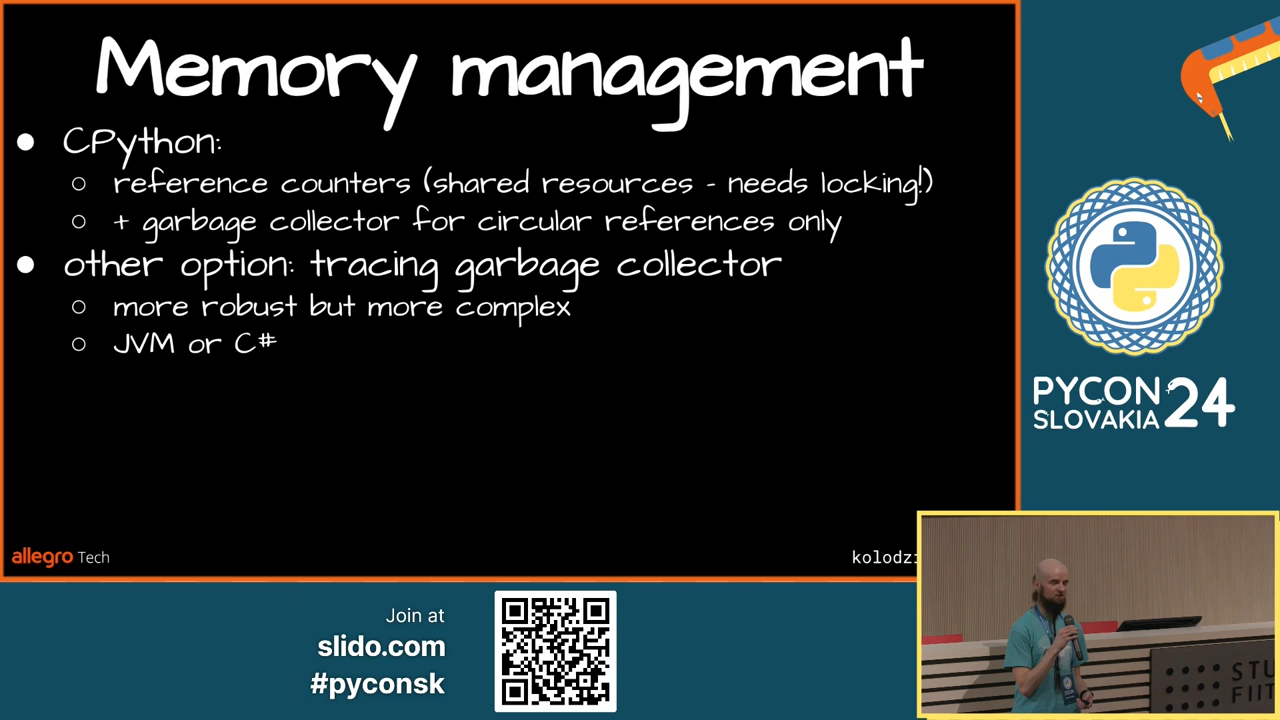 Memory management
● CPython:
○ reference counters (shared resources - needs locking!)
○ + garbage collector for circular references only
● other option: tracing garbage collector
○ more robust but more complex
○ JVM or C#
allegro Tech
PYCON
SLOVAKIA
24
Join at
slido.com
#pyconsk